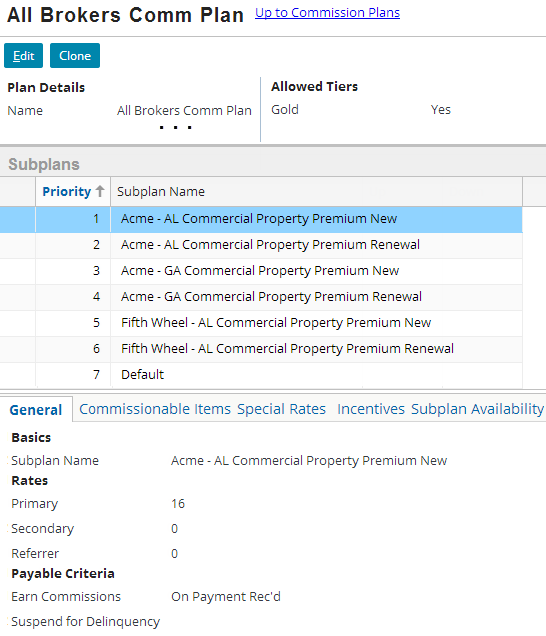 All Brokers Comm Plan Up to Commission Plans
Edit Clone
Plan Details Allowed Tiers
Name All Brokers Comm Plan Gold Yes
...
Subplans
Priority ↑ Subplan Name
1 Acme - AL Commercial Property Premium New
2 Acme - AL Commercial Property Premium Renewal
3 Acme - GA Commercial Property Premium New
4 Acme - GA Commercial Property Premium Renewal
5 Fifth Wheel - AL Commercial Property Premium New
6 Fifth Wheel - AL Commercial Property Premium Renewal
7 Default
General Commissionable Items Special Rates Incentives Subplan Availability
Basics
Subplan Name Acme - AL Commercial Property Premium New
Rates
Primary 16
Secondary 0
Referrer 0
Payable Criteria
Earn Commissions On Payment Rec'd
Suspend for Delinquency